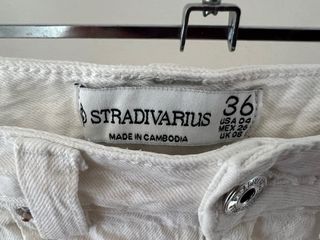 STRADIVARIUS
MADE IN CAMBODIA
36
USA 04
MEX 26
UK 08